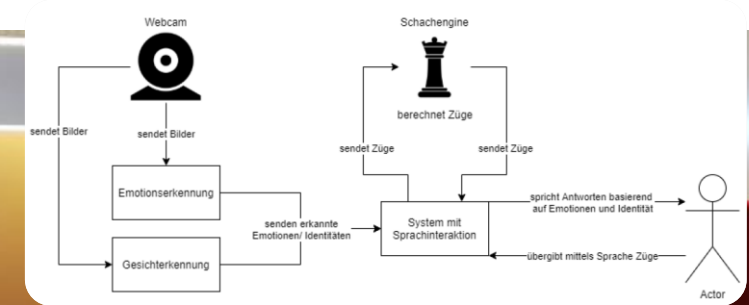 Webcam
Schachengine
berechnet Züge
sendet Bilder
sendet Bilder
sendet Züge
sendet Züge
Emotionserkennung
senden erkannte
Emotionen/ Identitäten
System mit
Sprachinteraktion
spricht Antworten basierend
auf Emotionen und Identität
Gesichterkennung
übergibt mittels Sprache Züge
Actor